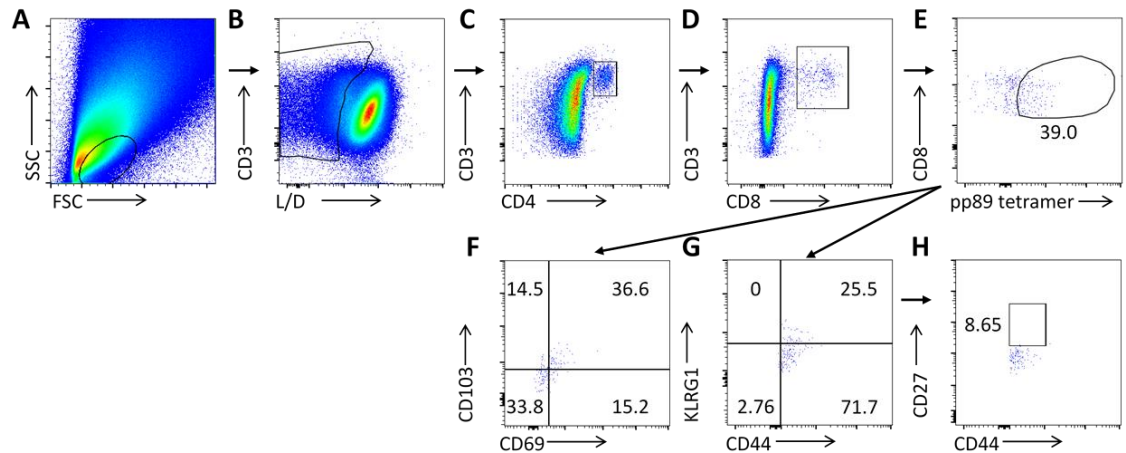 A
SSC
FSC
B
CD3
L/D
C
CD3
CD4
D
CD3
CD8
E
CD8
39.0
pp89 tetramer
F
14.5 36.6
33.8 15.2
CD103
CD69
G
0 25.5
2.76 71.7
KLRG1
CD44
H
8.65
CD27
CD44